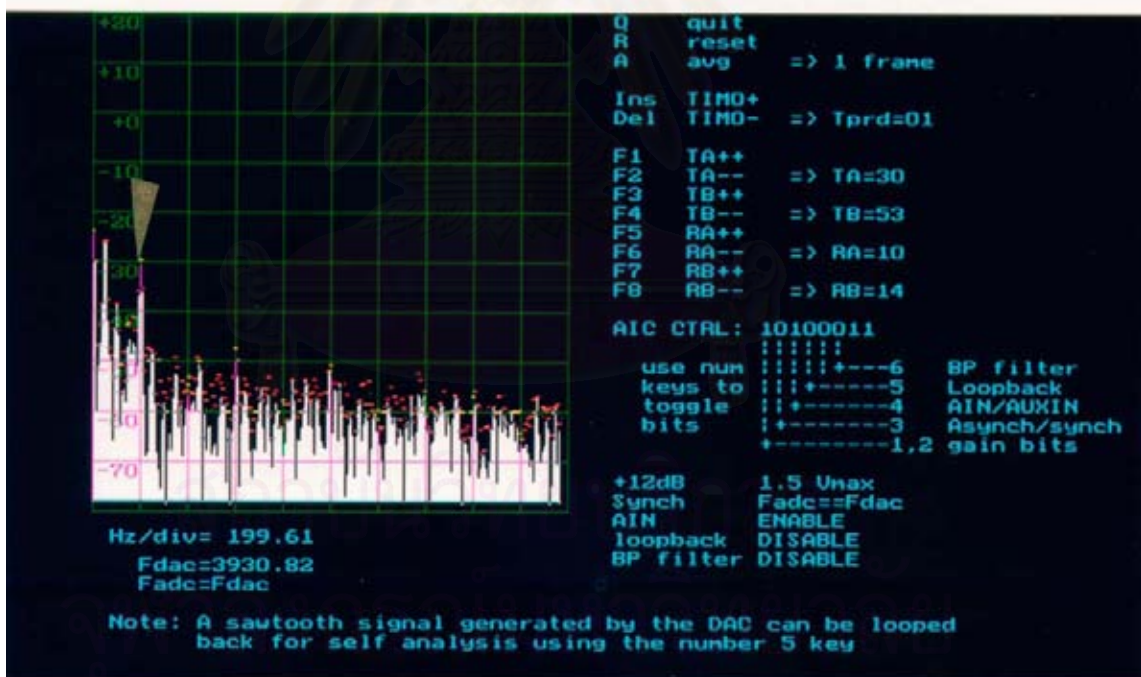 +20
+10
+0
-10
-20
-30
-70
Hz/div= 199.61
Fdac=3930.82
Fadc=Fdac
Q quit
R reset
A avg => 1 frame
Ins TIMO+
Del TIMO- => Tprd=01
F1 TA++
F2 TA-- => TA=30
F3 TB++
F4 TB-- => TB=53
F5 RA++
F6 RA-- => RA=10
F7 RB++
F8 RB-- => RB=14
AIC CTRL: 10100011
use num +---6 BP filter
keys to +-----5 Loopback
toggle +------4 AIN/AUXIN
bits +-------3 Asynch/synch
+--------1,2 gain bits
+12dB 1.5 Vmax
Synch Fadc==Fdac
AIN ENABLE
loopback DISABLE
BP filter DISABLE
Note: A sawtooth signal generated by the DAC can be looped
back for self analysis using the number 5 key